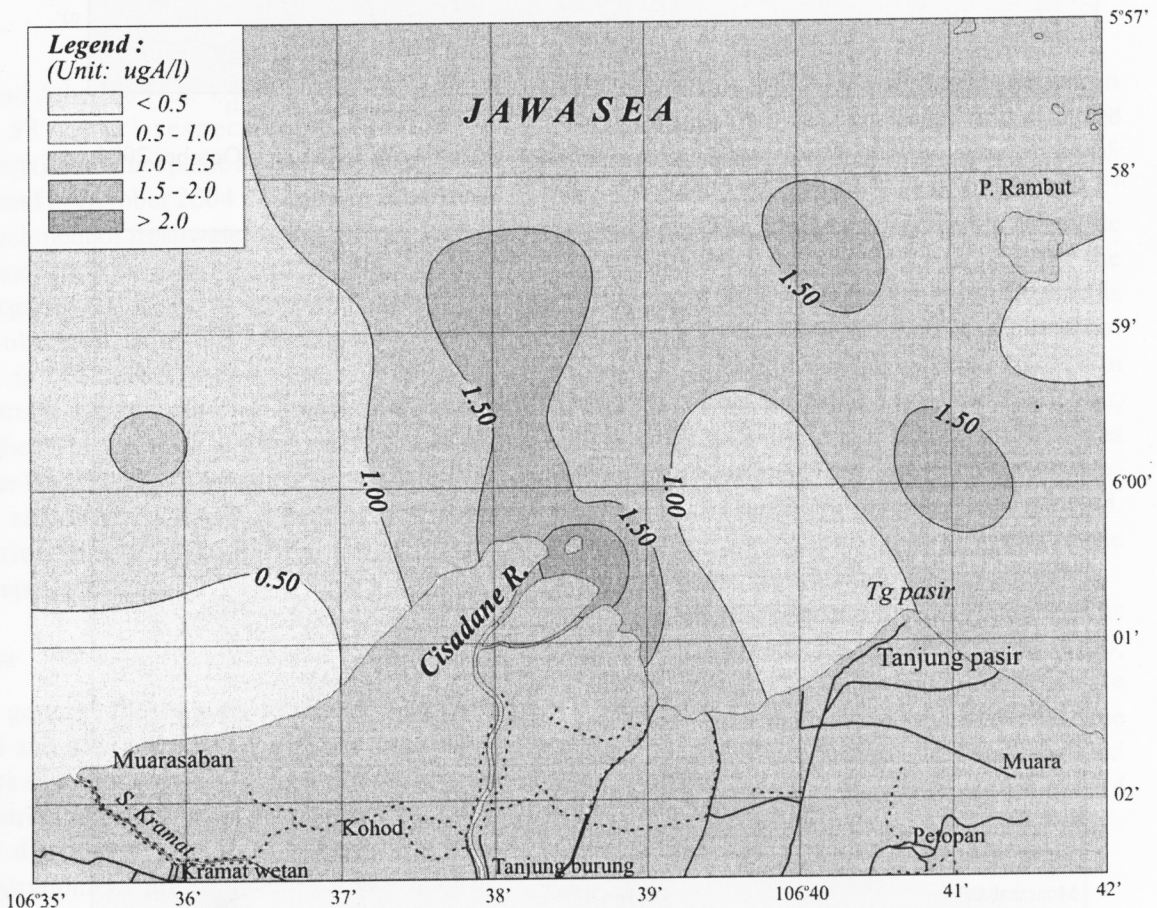 Legend :
(Unit: ugA/l)
< 0.5
0.5 - 1.0
1.0 - 1.5
1.5 - 2.0
> 2.0
JAWA SEA
5°57'
58'
P. Rambut
1.50
59'
1.50
1.50
1.00
1.00
6°00'
1.50
0.50
Cisadane R.
Tg pasir
01'
Tanjung pasir
Muarasaban
Muara
S. Kramat
02'
Kohod
Petopan
Kramat wetan
Tanjung burung
106°35'
36
37'
38'
39
106°40
41'
42'